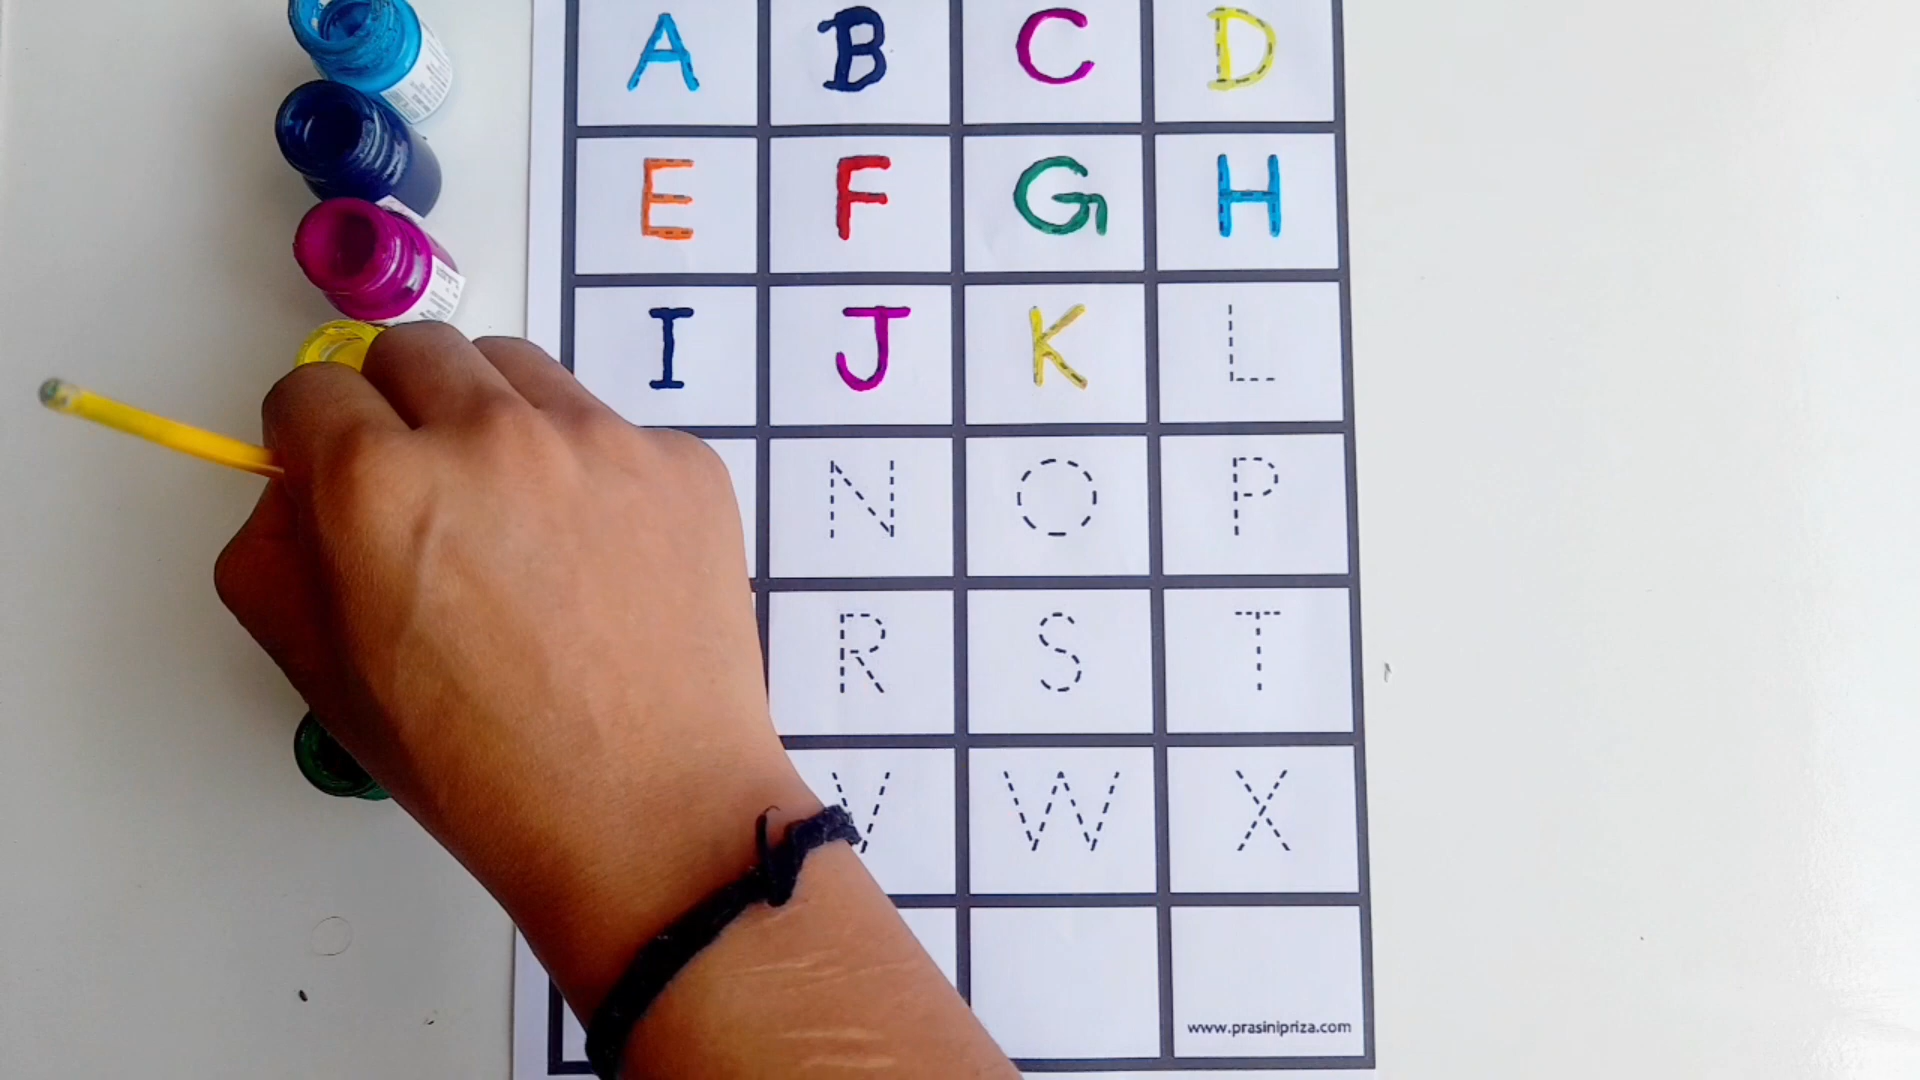 A B C D
E F G H
I J K L
N O P
R S T
V W X
www.prasinipriza.com